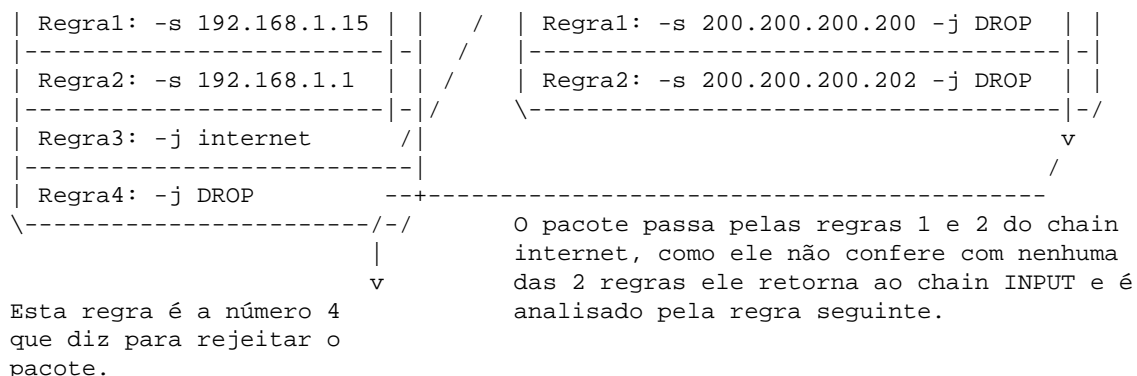 | Regra1: -s 192.168.1.15 | |   /  | Regra1: -s 200.200.200.200 -j DROP  | |
|-------------------------|-|  /   |-------------------------------------|-|
| Regra2: -s 192.168.1.1  | | /    | Regra2: -s 200.200.200.202 -j DROP  | |
|-------------------------|-|/     \-------------------------------------|-/
| Regra3: -j internet      /|                                            v
|---------------------------|                                           /
| Regra4: -j DROP         --+-------------------------------------------
\------------------------/-/       O pacote passa pelas regras 1 e 2 do chain
                         |         internet, como ele não confere com nenhuma
                         v         das 2 regras ele retorna ao chain INPUT e é
Esta regra é a número 4            analisado pela regra seguinte.
que diz para rejeitar o
pacote.